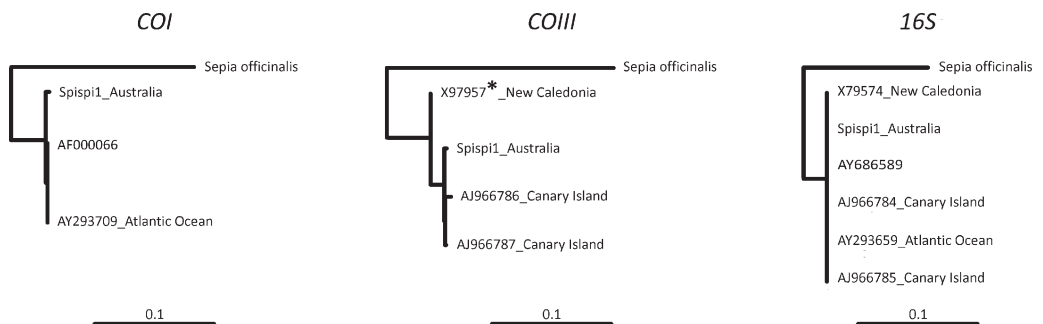 COI
Sepia officinalis
Spispi1_Australia
AF000066
AY293709_Atlantic Ocean
0.1
COIII
Sepia officinalis
X97957*_New Caledonia
Spispi1_Australia
AJ966786_Canary Island
AJ966787_Canary Island
0.1
16S
Sepia officinalis
X79574_New Caledonia
Spispi1_Australia
AY686589
AJ966784_Canary Island
AY293659_Atlantic Ocean
AJ966785_Canary Island
0.1